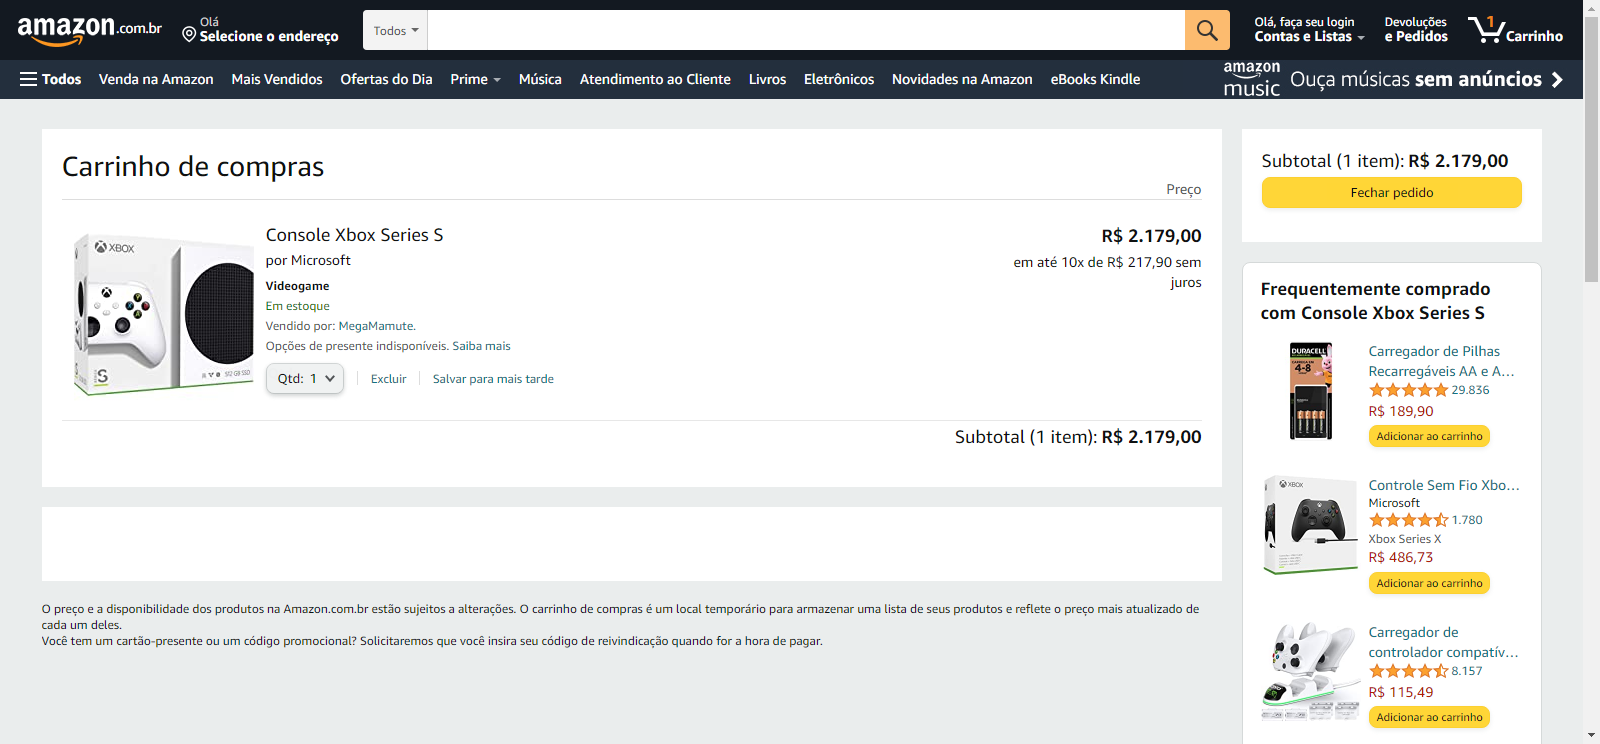 amazon.com.br
Olá
Selecione o endereço
Todos
Olá, faça seu login
Contas e Listas
Devoluções
e Pedidos
1
Carrinho
Todos
Venda na Amazon
Mais Vendidos
Ofertas do Dia
Prime
Música
Atendimento ao Cliente
Livros
Eletrônicos
Novidades na Amazon
eBooks Kindle
amazon
music
Ouça músicas sem anúncios
Carrinho de compras
Preço
XBOX
Console Xbox Series S
por Microsoft
Videogame
Em estoque
Vendido por: MegaMamute.
Opções de presente indisponíveis. Saiba mais
Qtd: 1
Excluir
Salvar para mais tarde
R$ 2.179,00
em até 10x de R$ 217,90 sem
juros
Subtotal (1 item): R$ 2.179,00
O preço e a disponibilidade dos produtos na Amazon.com.br estão sujeitos a alterações. O carrinho de compras é um local temporário para armazenar uma lista de seus produtos e reflete o preço mais atualizado de
cada um deles.
Você tem um cartão-presente ou um código promocional? Solicitaremos que você insira seu código de reivindicação quando for a hora de pagar.
Subtotal (1 item): R$ 2.179,00
Fechar pedido
Frequentemente comprado
com Console Xbox Series S
DURACELL
4-8
Carregador de Pilhas
Recarregáveis AA e A...
29.836
R$ 189,90
Adicionar ao carrinho
XBOX
Controle Sem Fio Xbo...
Microsoft
1.780
Xbox Series X
R$ 486,73
Adicionar ao carrinho
Carregador de
controlador compatív...
8.157
R$ 115,49
Adicionar ao carrinho